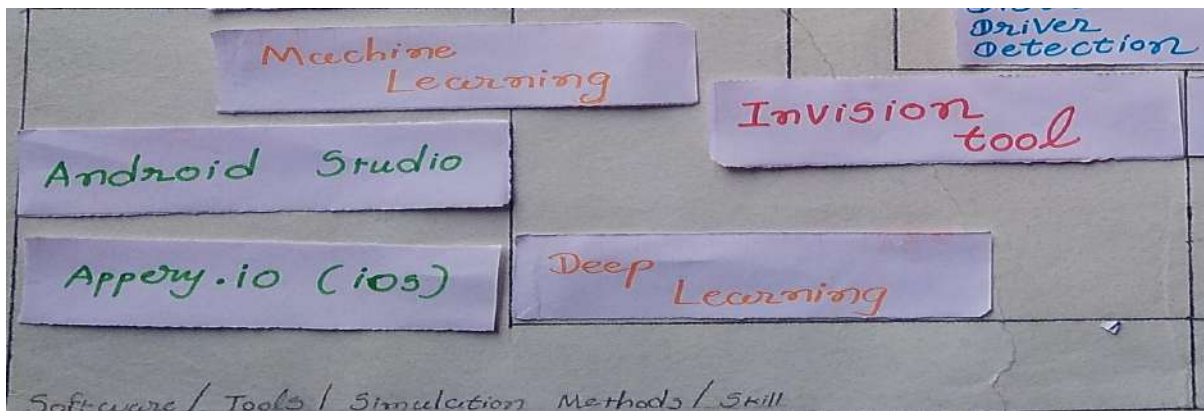 Driver
Detection
Machine
Learning
Invision
tool
Android Studio
Appery.io (ios)
Deep
Learning
Software / Tools / Simulation Methods / Skill